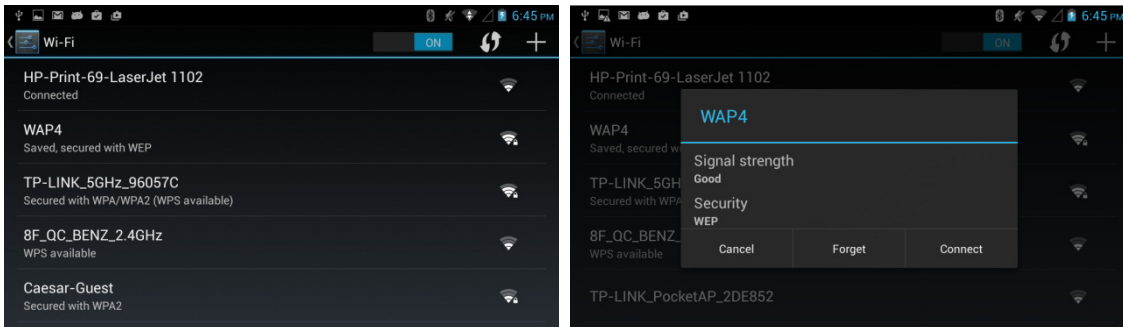 6:45 PM
Wi-Fi
ON
HP-Print-69-LaserJet 1102
Connected
WAP4
Saved, secured with WEP
TP-LINK_5GHz_96057C
Secured with WPA/WPA2 (WPS available)
8F_QC_BENZ_2.4GHz
WPS available
Caesar-Guest
Secured with WPA2
6:45 PM
Wi-Fi
ON
HP-Print-69-LaserJet 1102
Connected
WAP4
Saved, secured w
TP-LINK_5GH
Secured with WPA
8F_QC_BENZ_
WPS available
TP-LINK_PocketAP_2DE852
WAP4
Signal strength
Good
Security
WEP
Cancel Forget Connect